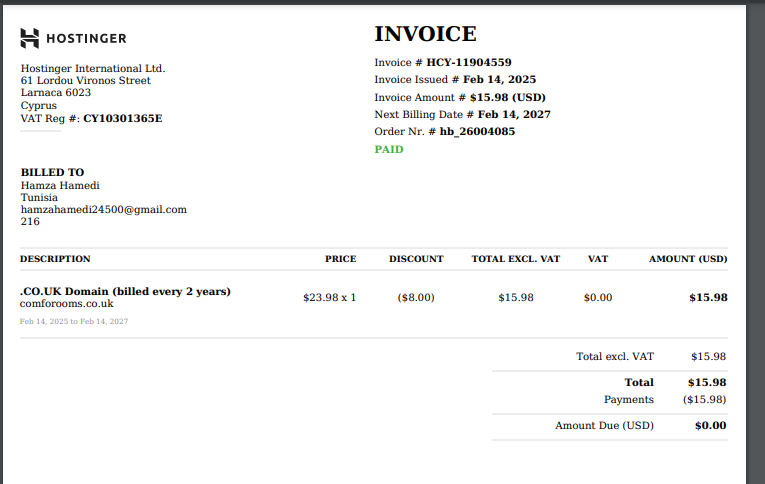 HOSTINGER
INVOICE
Hostinger International Ltd.
61 Lordou Vironos Street
Larnaca 6023
Cyprus
VAT Reg #: CY10301365E
Invoice # HCY-11904559
Invoice Issued # Feb 14, 2025
Invoice Amount # $15.98 (USD)
Next Billing Date # Feb 14, 2027
Order Nr. # hb_26004085
PAID
BILLED TO
Hamza Hamedi
Tunisia
hamzahamedi24500@gmail.com
216
DESCRIPTION PRICE DISCOUNT TOTAL EXCL. VAT VAT AMOUNT (USD)
.CO.UK Domain (billed every 2 years)
comforooms.co.uk $23.98 x 1 ($8.00) $15.98 $0.00 $15.98
Feb 14, 2025 to Feb 14, 2027
Total excl. VAT $15.98
Total $15.98
Payments ($15.98)
Amount Due (USD) $0.00